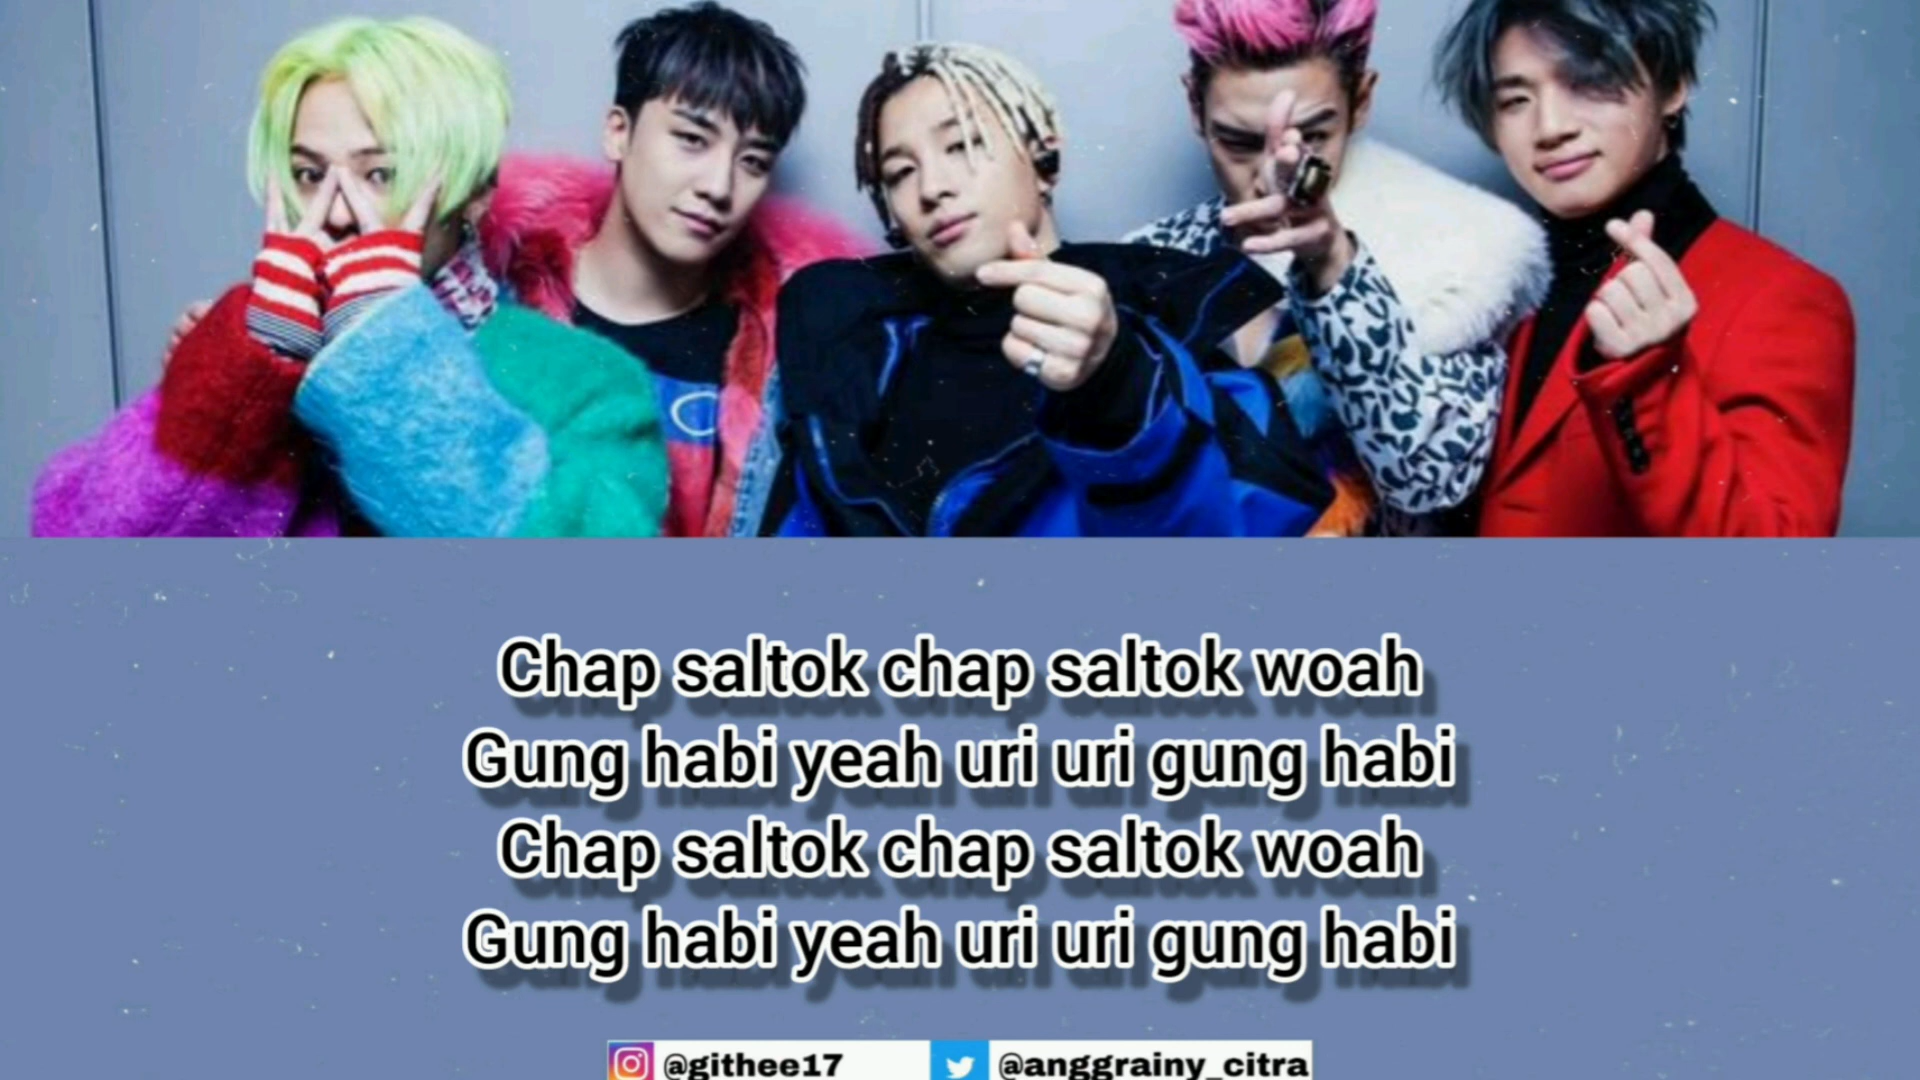 Chap saltok chap saltok woah
Gung habi yeah uri uri gung habi
Chap saltok chap saltok woah
Gung habi yeah uri uri gung habi
@githee17 @anggrainy_citra